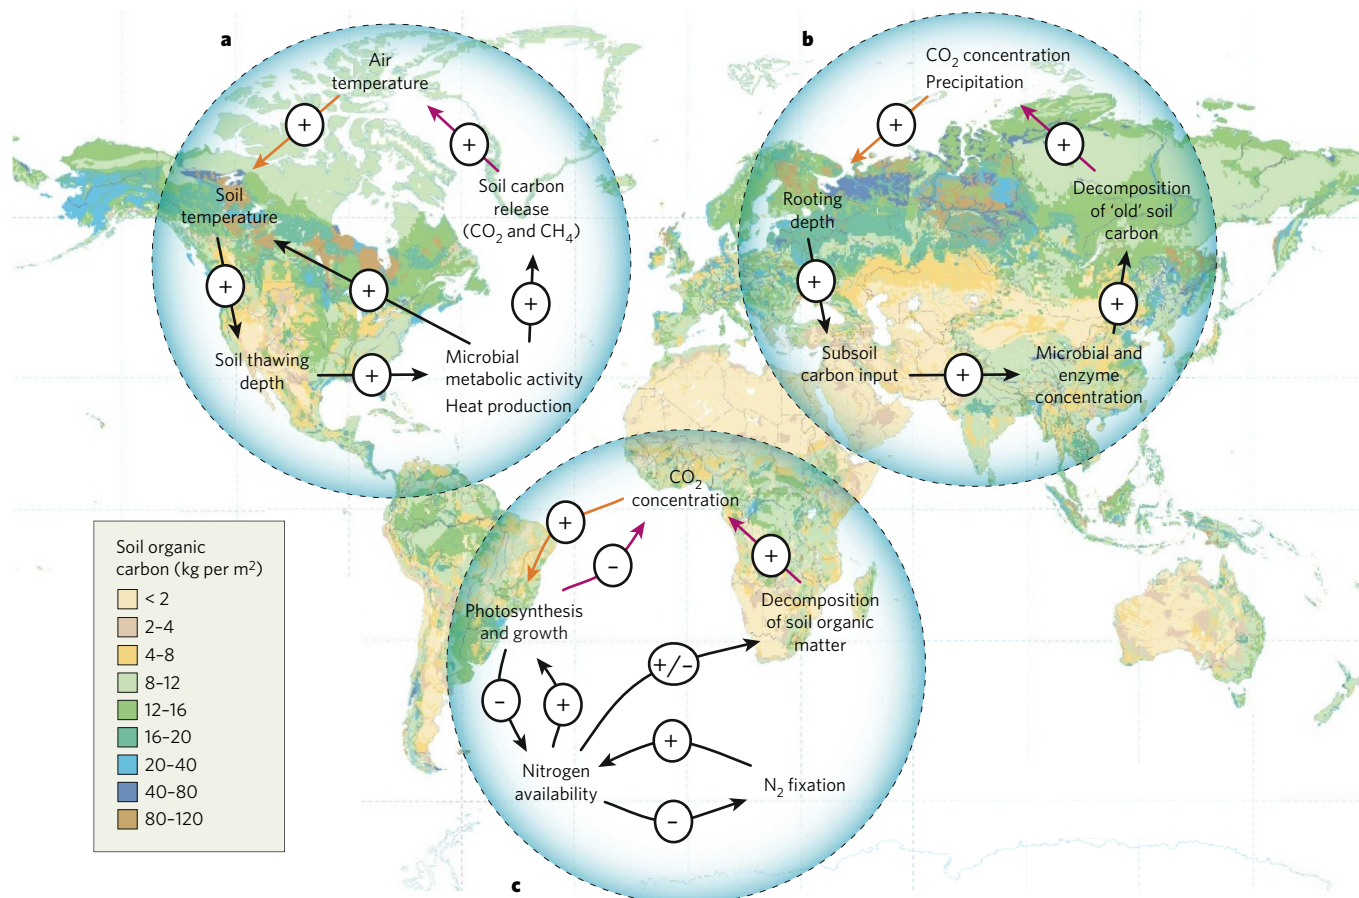 a
Air
temperature
+
+
Soil
temperature
Soil carbon
release
(CO₂ and CH₄)
+
+
+
Soil thawing
depth
+
Microbial
metabolic activity
Heat production
b
CO₂ concentration
Precipitation
+
+
Rooting
depth
Decomposition
of ‘old’ soil
carbon
+
+
Subsoil
carbon input
+
Microbial and
enzyme
concentration
CO₂
concentration
+
–
+
Photosynthesis
and growth
Decomposition
of soil organic
matter
+/–
–
+
+
Nitrogen
availability
N₂ fixation
–
c
Soil organic
carbon (kg per m²)
< 2
2–4
4–8
8–12
12–16
16–20
20–40
40–80
80–120